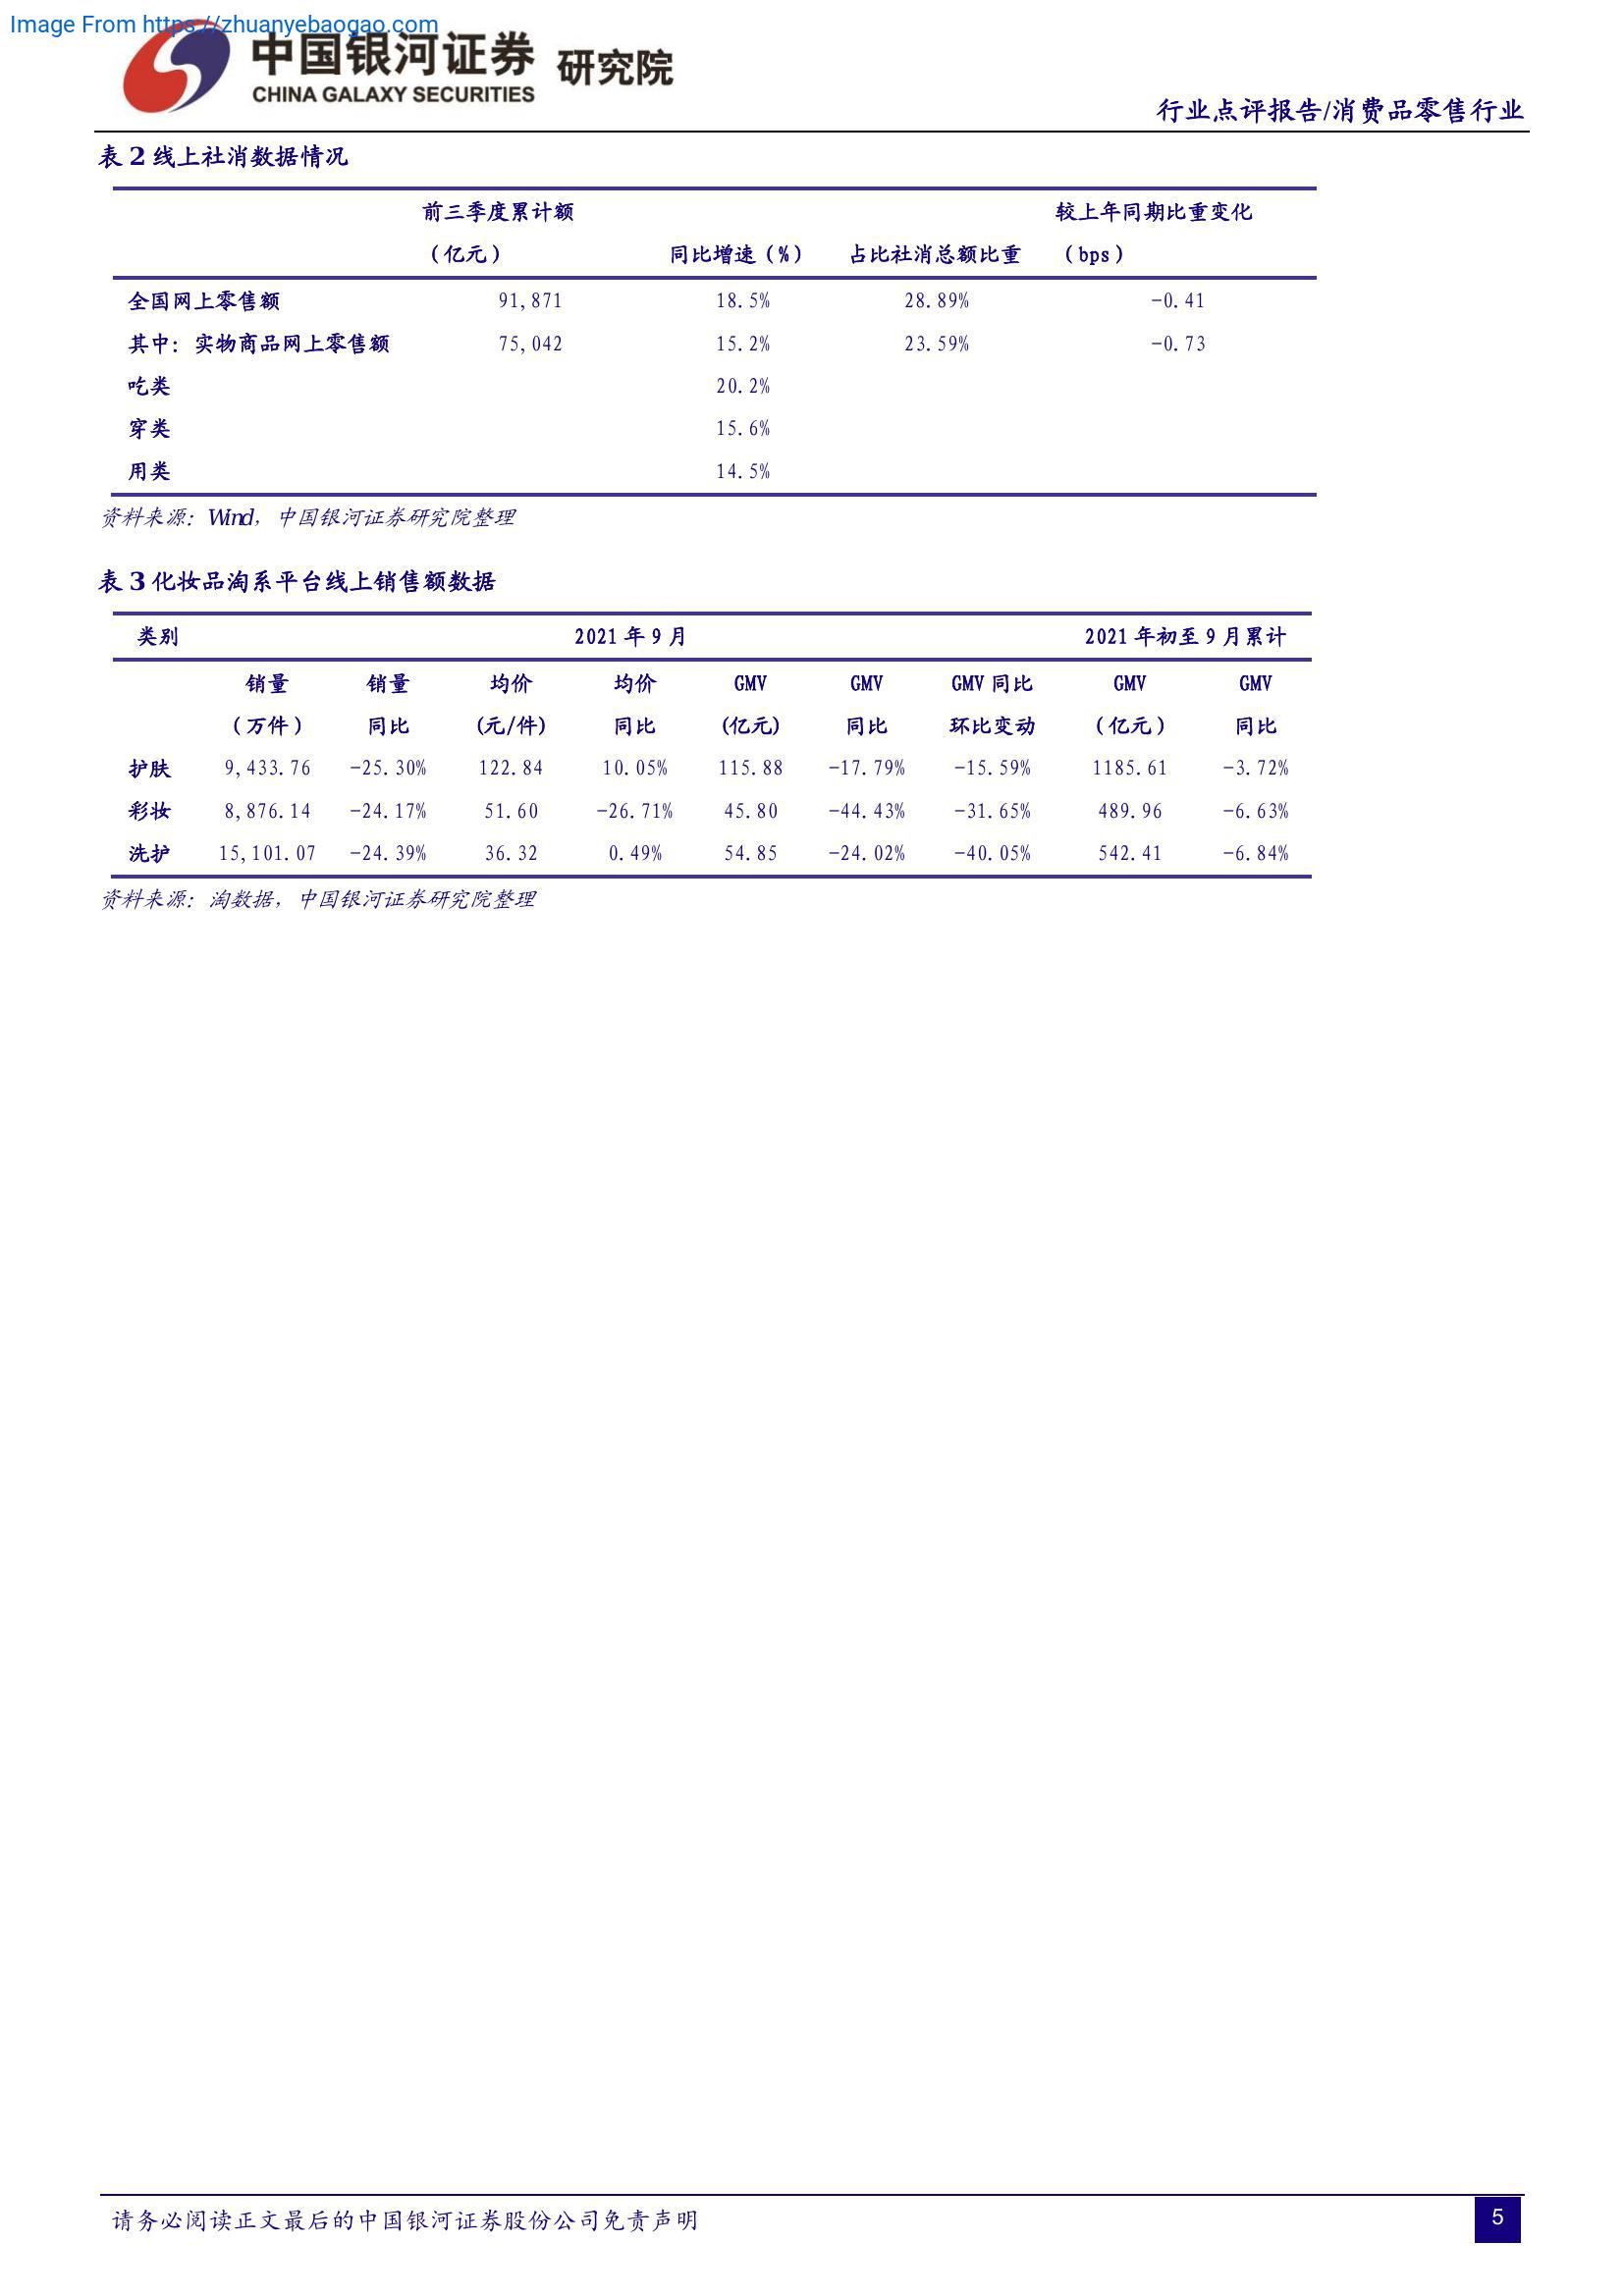 Image From https://zhuanyebaogao.com
中国银河证券 研究院
CHINA GALAXY SECURITIES
行业点评报告/消费品零售行业
表 2 线上社消数据情况
前三季度累计额 较上年同期比重变化
（亿元） 同比增速（%） 占比社消总额比重 （bps）
全国网上零售额 91,871 18.5% 28.89% -0.41
其中：实物商品网上零售额 75,042 15.2% 23.59% -0.73
吃类 20.2%
穿类 15.6%
用类 14.5%
资料来源：Wind，中国银河证券研究院整理
表 3 化妆品淘系平台线上销售额数据
类别 2021 年 9 月 2021 年初至 9 月累计
销量 销量 均价 均价 GMV GMV GMV 同比 GMV GMV
（万件） 同比 (元/件) 同比 (亿元) 同比 环比变动 （亿元） 同比
护肤 9,433.76 -25.30% 122.84 10.05% 115.88 -17.79% -15.59% 1185.61 -3.72%
彩妆 8,876.14 -24.17% 51.60 -26.71% 45.80 -44.43% -31.65% 489.96 -6.63%
洗护 15,101.07 -24.39% 36.32 0.49% 54.85 -24.02% -40.05% 542.41 -6.84%
资料来源：淘数据，中国银河证券研究院整理
请务必阅读正文最后的中国银河证券股份公司免责声明
5